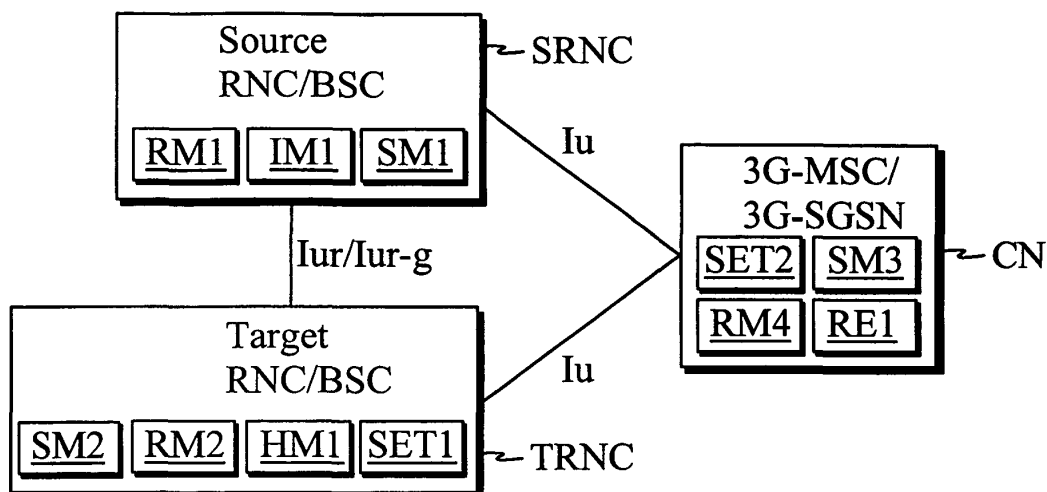 Source
RNC/BSC
SRNC
RM1 IM1 SM1
Iu
3G-MSC/
3G-SGSN
SET2 SM3
CN
RM4 RE1
Iur/Iur-g
Target
RNC/BSC
Iu
SM2 RM2 HM1 SET1
TRNC